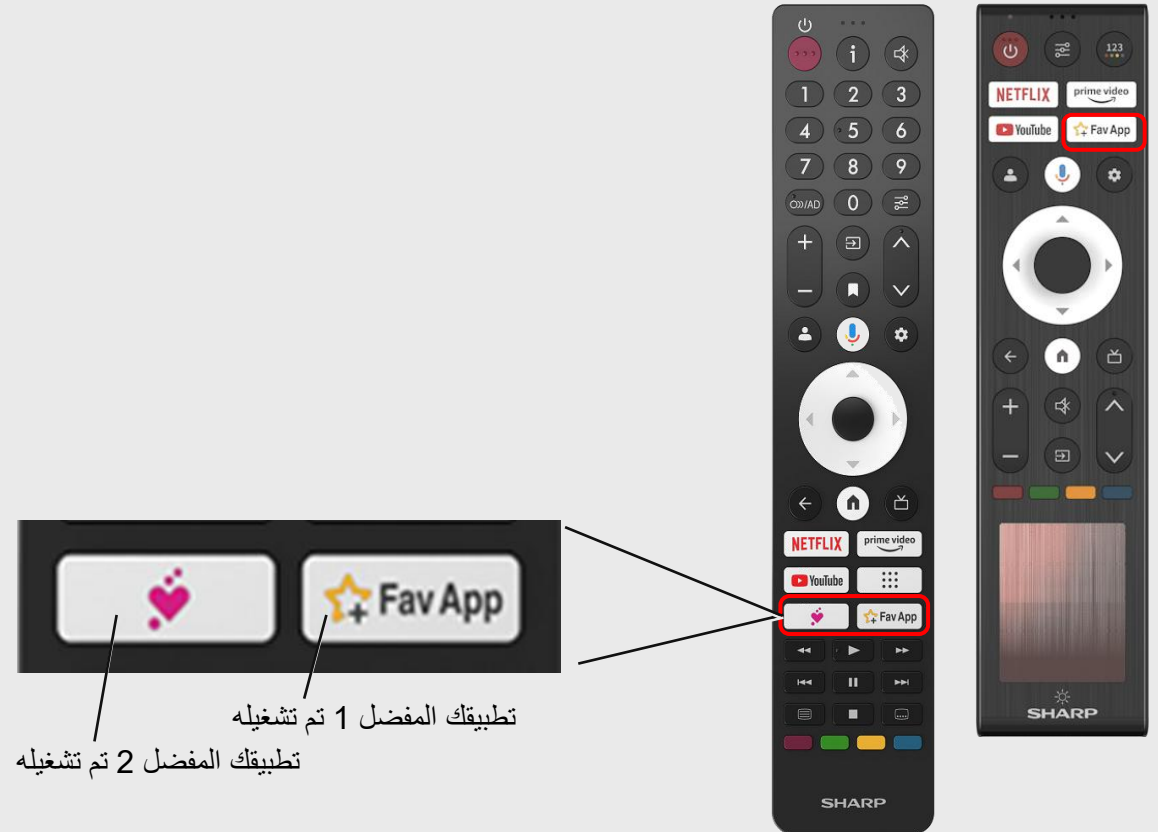 1 2 3
4 5 6
7 8 9
O))/AD 0
NETFLIX prime video
YouTube
Fav App
SHARP
123
NETFLIX prime video
YouTube Fav App
SHARP
Fav App
تطبيقك المفضل 1 تم تشغيله
تطبيقك المفضل 2 تم تشغيله